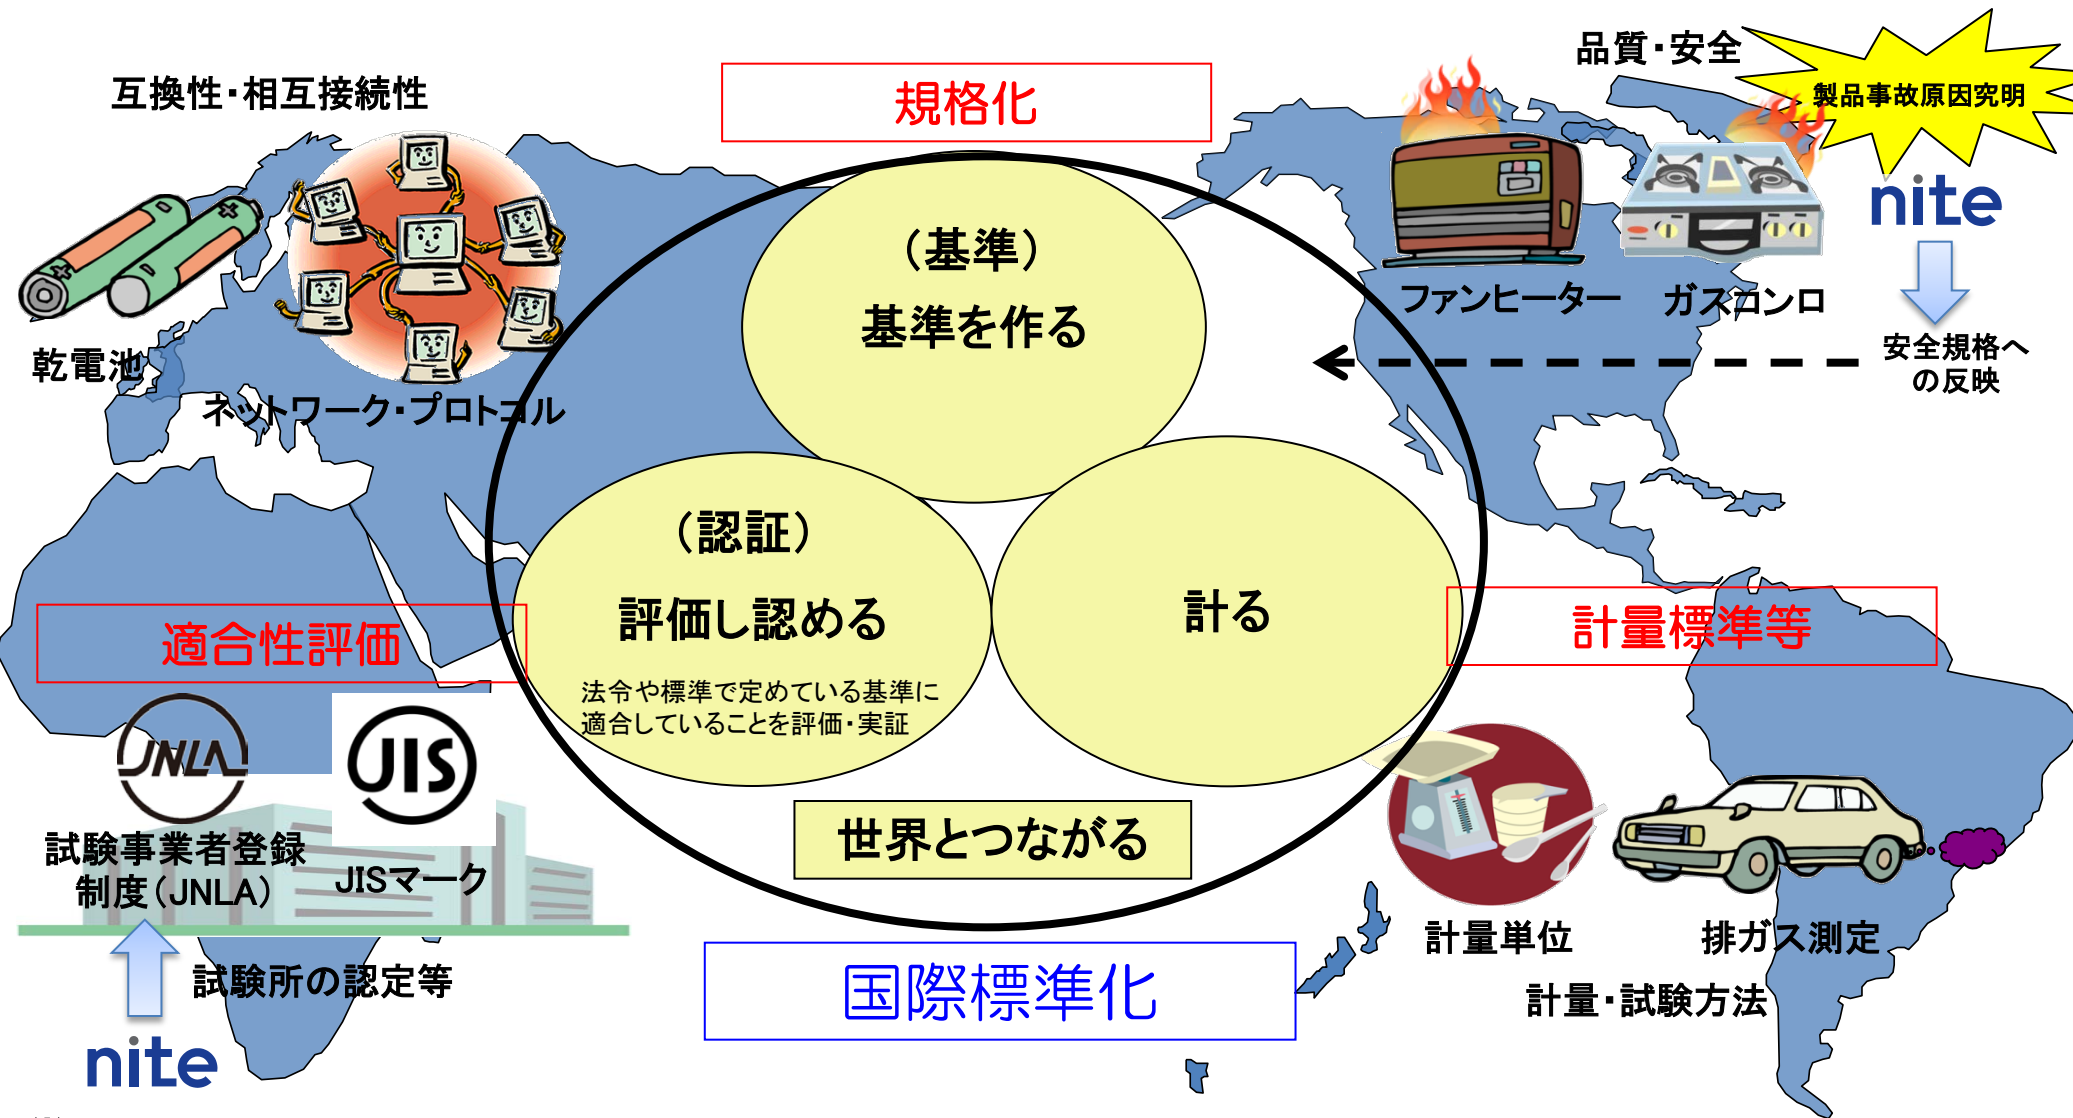 互換性・相互接続性
規格化
品質・安全
製品事故原因究明
nite
乾電池
ネットワーク・プロトコル
(基準)
基準を作る
ファンヒーター
ガスコンロ
安全規格へ
の反映
(認証)
評価し認める
法令や標準で定めている基準に
適合していることを評価・実証
計る
適合性評価
計量標準等
JNLA
JIS
試験事業者登録
制度(JNLA)
JISマーク
世界とつながる
計量単位
排ガス測定
試験所の認定等
国際標準化
計量・試験方法
nite